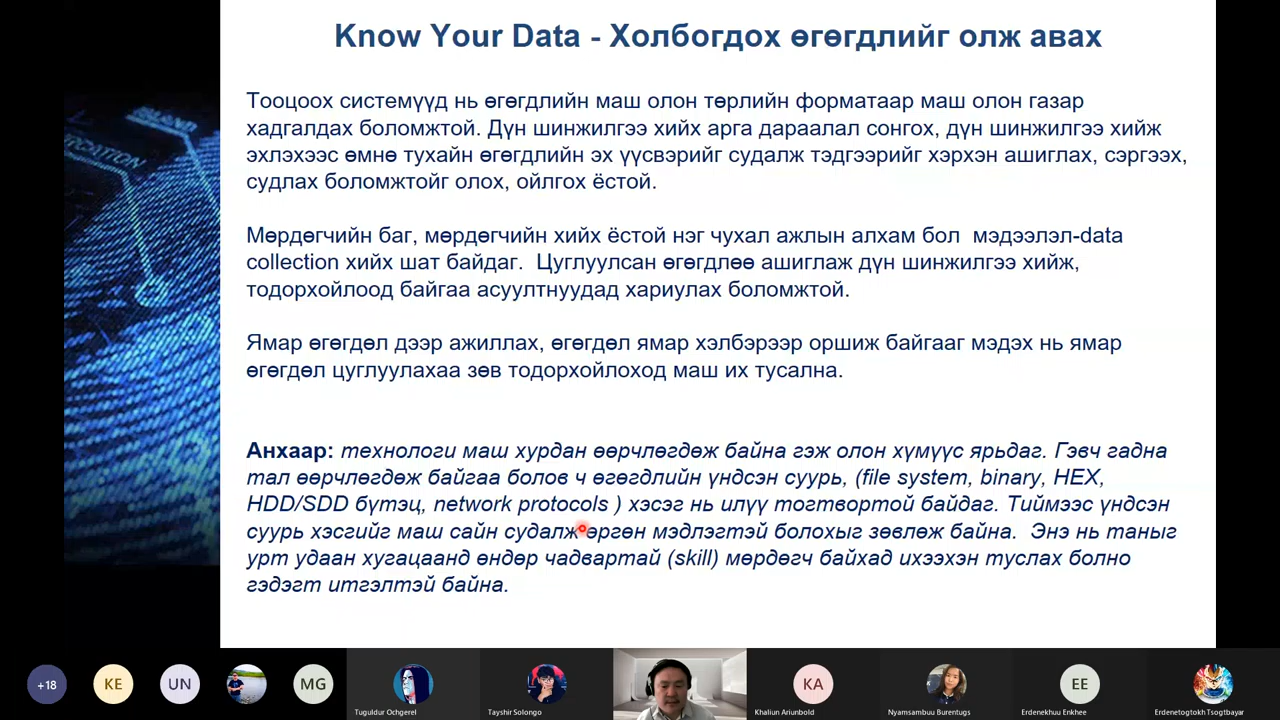 Know Your Data - Холбогдох өгөгдлийг олж авах
Тооцоох системүүд нь өгөгдлийн маш олон төрлийн форматаар маш олон газар
хадгалдах боломжтой. Дүн шинжилгээ хийх арга дараалал сонгох, дүн шинжилгээ хийж
эхлэхээс өмнө тухайн өгөгдлийн эх үүсвэрийг судалж тэдгээрийг хэрхэн ашиглах, сэргээх,
судлах боломжтойг олох, ойлгох ёстой.
Мөрдөгчийн баг, мөрдөгчийн хийх ёстой нэг чухал ажлын алхам бол мэдээлэл-data
collection хийх шат байдаг. Цуглуулсан өгөгдлөө ашиглаж дүн шинжилгээ хийж,
тодорхойлоод байгаа асуултнуудад хариулах боломжтой.
Ямар өгөгдөл дээр ажиллах, өгөгдөл ямар хэлбэрээр оршиж байгааг мэдэх нь ямар
өгөгдөл цуглуулахаа зөв тодорхойлоход маш их тусална.
Анхаар: технологи маш хурдан өөрчлөгдөж байна гэж олон хүмүүс ярьдаг. Гэвч гадна
тал өөрчлөгдөж байгаа болов ч өгөгдлийн үндсэн суурь, (file system, binary, HEX,
HDD/SDD бүтэц, network protocols ) хэсэг нь илүү тогтвортой байдаг. Тиймээс үндсэн
суурь хэсгийг маш сайн судалж өргөн мэдлэгтэй болохыг зөвлөж байна. Энэ нь таныг
урт удаан хугацаанд өндөр чадвартай (skill) мөрдөгч байхад ихээхэн туслах болно
гэдэгт итгэлтэй байна.
+18
KE
UN
MG
Tuguldur Ochgerel
Tayshir Solongo
KA
Khaliun Ariunbold
Nyamsambuu Burentugs
EE
Erdenekhuu Enkhee
Erdenetogtokh Tsogtbayar